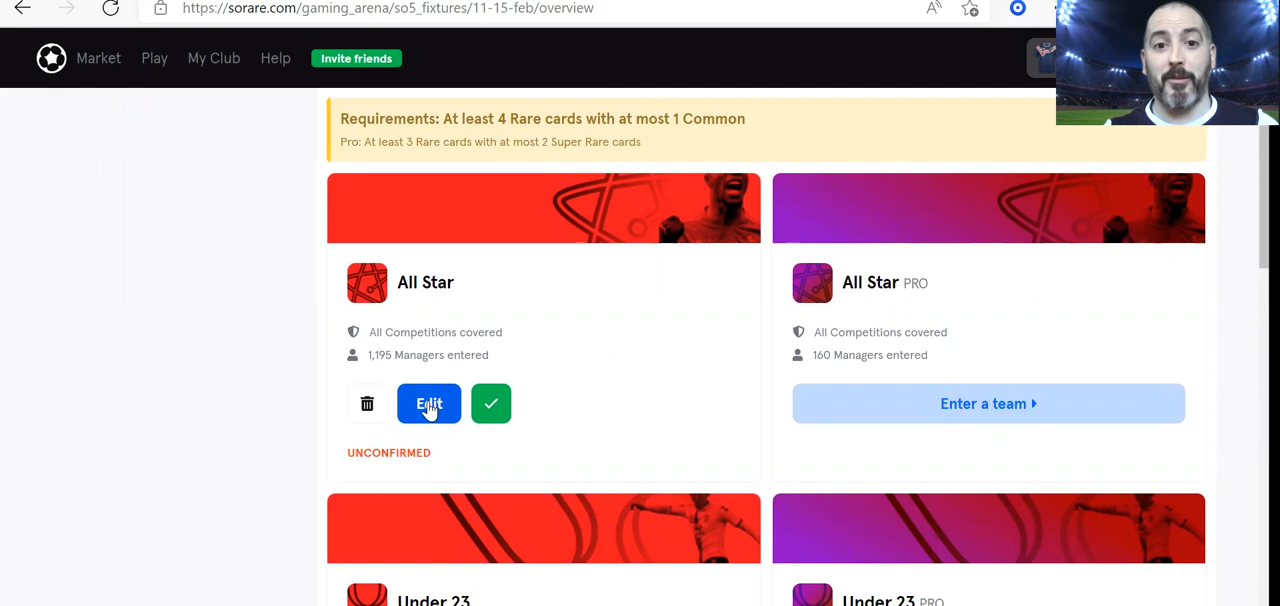 https://sorare.com/gaming_arena/so5_fixtures/11-15-feb/overview
Market Play My Club Help Invite friends
Requirements: At least 4 Rare cards with at most 1 Common
Pro: At least 3 Rare cards with at most 2 Super Rare cards
All Star
All Competitions covered
1,195 Managers entered
Edit
UNCONFIRMED
All Star PRO
All Competitions covered
160 Managers entered
Enter a team
Under 23
Under 23 PRO